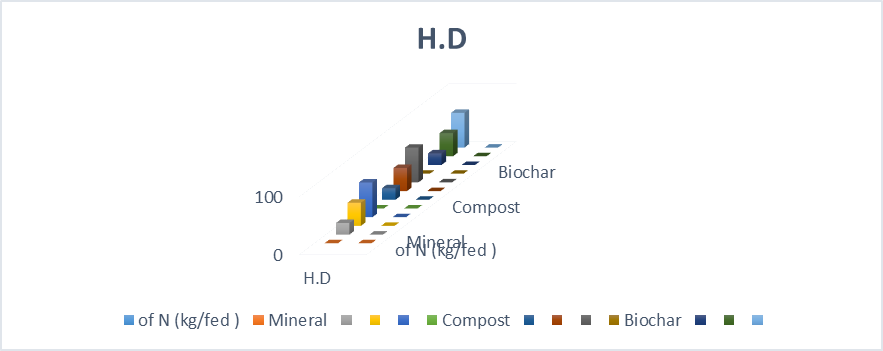 H.D
100
0
Biochar
Compost
Mineral
of N (kg/fed )
H.D
of N (kg/fed ) Mineral Compost Biochar